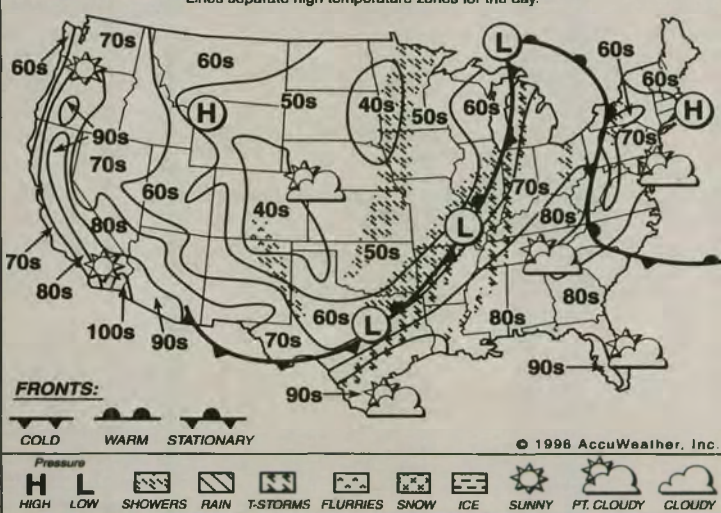 Lines separate high temperature zones for the day.
70s
60s
60s
60s
60s
L
50s
40s
50s
60s
H
H
90s
70s
70s
70s
60s
40s
80s
80s
L
50s
70s
80s
100s
90s
60s
L
70s
80s
80s
90s
90s
FRONTS:
COLD WARM STATIONARY
© 1998 AccuWeather, Inc.
Pressure
H L
HIGH LOW SHOWERS RAIN T-STORMS FLURRIES SNOW ICE SUNNY PT. CLOUDY CLOUDY